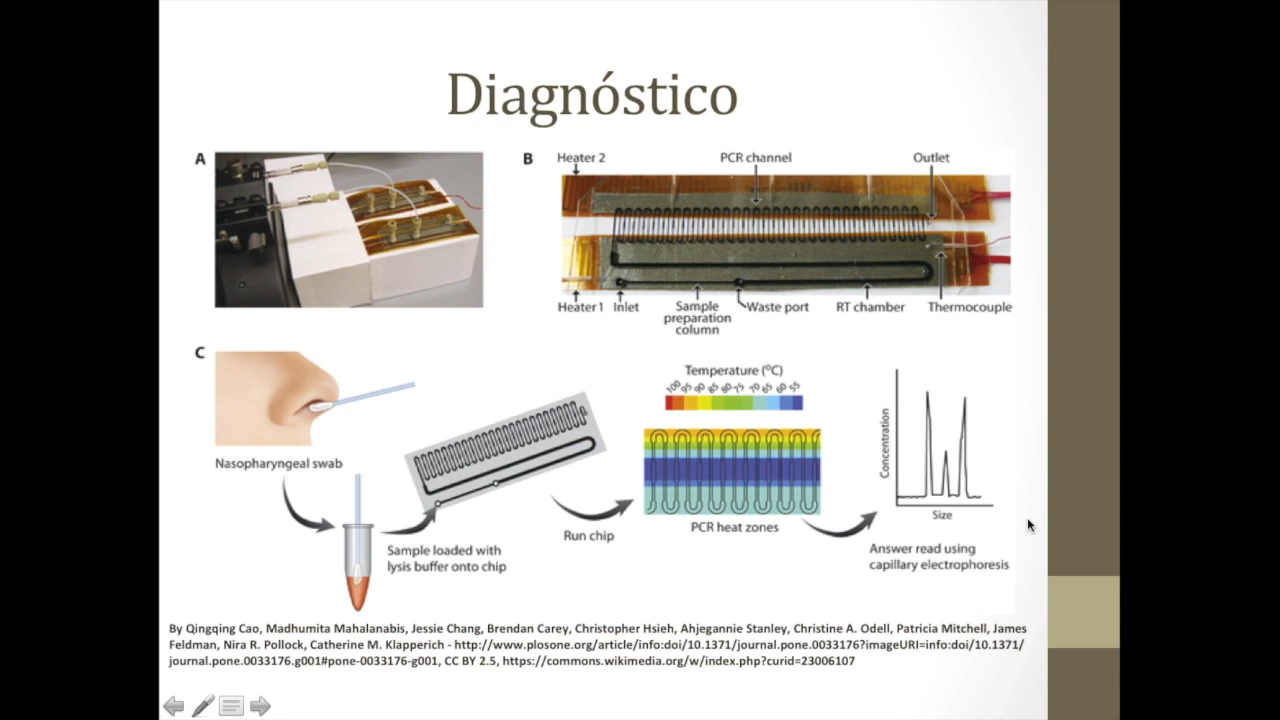 Diagnóstico
A
B
Heater 2
PCR channel
Outlet
Heater 1
Inlet
Sample
preparation
column
Waste port
RT chamber
Thermocouple
C
Nasopharyngeal swab
Sample loaded with
lysis buffer onto chip
Run chip
Temperature (ºC)
100 95 90 85 80 75 70 65 60 55
PCR heat zones
Concentration
Size
Answer read using
capillary electrophoresis
By Qingqing Cao, Madhumita Mahalanabis, Jessie Chang, Brendan Carey, Christopher Hsieh, Ahjegannie Stanley, Christine A. Odell, Patricia Mitchell, James
Feldman, Nira R. Pollock, Catherine M. Klapperich - http://www.plosone.org/article/info:doi/10.1371/journal.pone.0033176?imageURI=info:doi/10.1371/
journal.pone.0033176.g001#pone-0033176-g001, CC BY 2.5, https://commons.wikimedia.org/w/index.php?curid=23006107